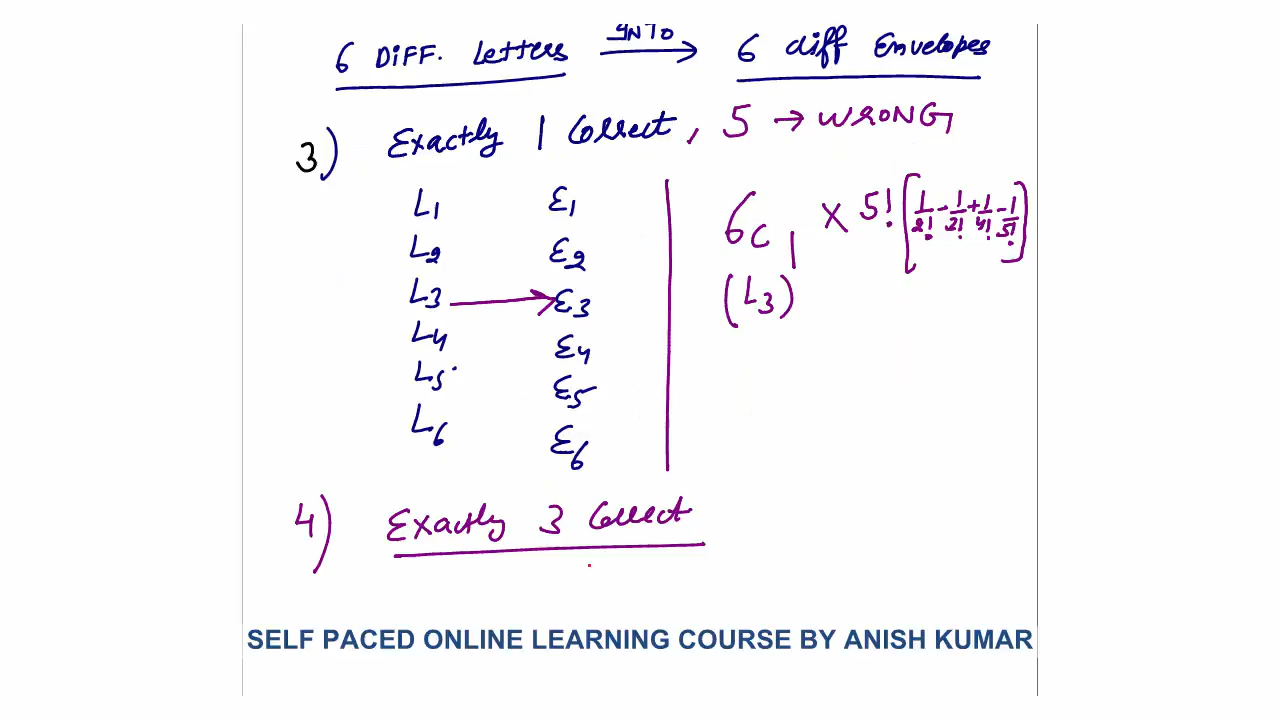 6 DIFF. Letters INTO → 6 diff Envelopes
3) Exactly 1 Correct, 5 → WRONG
L1 E1
L2 E2
L3 → E3
L4 E4
L5 E5
L6 E6
6C1 × 5! [1/2! - 1/3! + 1/4! - 1/5!]
(L3)
4) Exactly 3 Correct
SELF PACED ONLINE LEARNING COURSE BY ANISH KUMAR